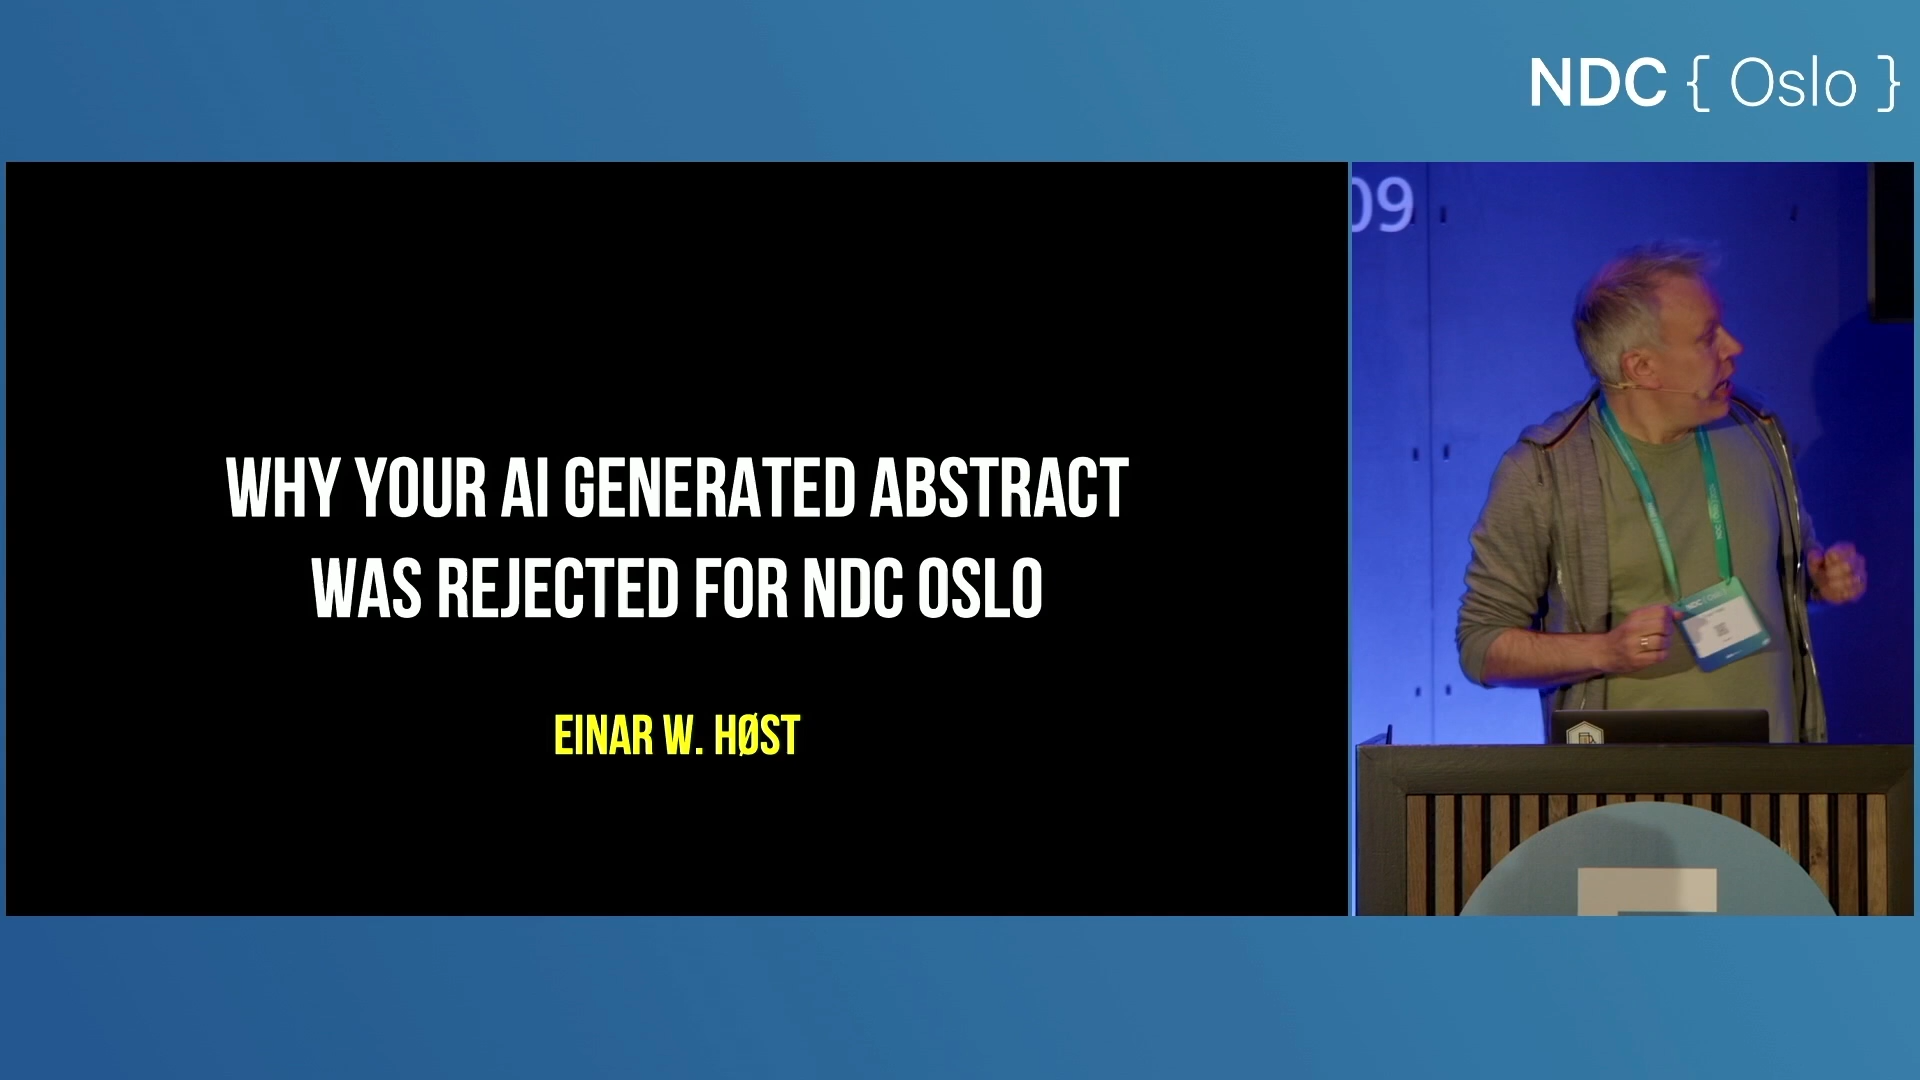 NDC { Oslo }
09
WHY YOUR AI GENERATED ABSTRACT
WAS REJECTED FOR NDC OSLO
EINAR W. HØST